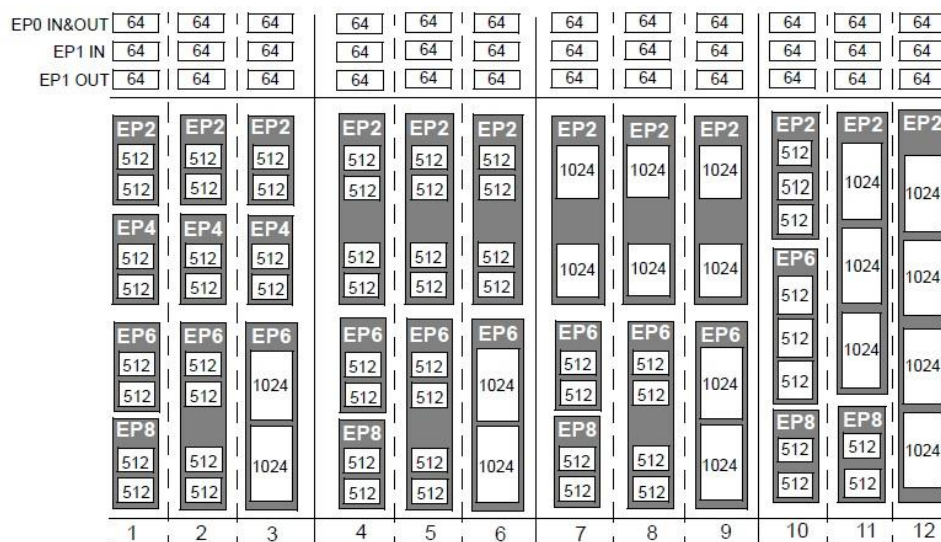 EP0 IN&OUT 64 64 64 64 64 64 64 64 64 64 64 64
EP1 IN 64 64 64 64 64 64 64 64 64 64 64 64
EP1 OUT 64 64 64 64 64 64 64 64 64 64 64 64
EP2 EP2 EP2 EP2 EP2 EP2 EP2 EP2 EP2 EP2 EP2 EP2
512 512 512 512 512 512 1024 1024 1024 512
512 512 512 512 512 512 512 1024 1024
512
EP4 EP4 EP4
512 512 512 512 512 512 1024 1024 1024 EP6 1024 1024
512 512 512 512 512 512 512
EP6 EP6 EP6 EP6 EP6 EP6 EP6 EP6 EP6 512 1024
512 512 512 512 512 512 1024
512 512 1024 512 512 1024 512 512 1024 512
EP8 EP8 EP8 EP8 EP8
512 512 1024 512 512 1024 512 512 1024 512 512 1024
512 512 512 512 512 512 512 512
1 2 3 4 5 6 7 8 9 10 11 12